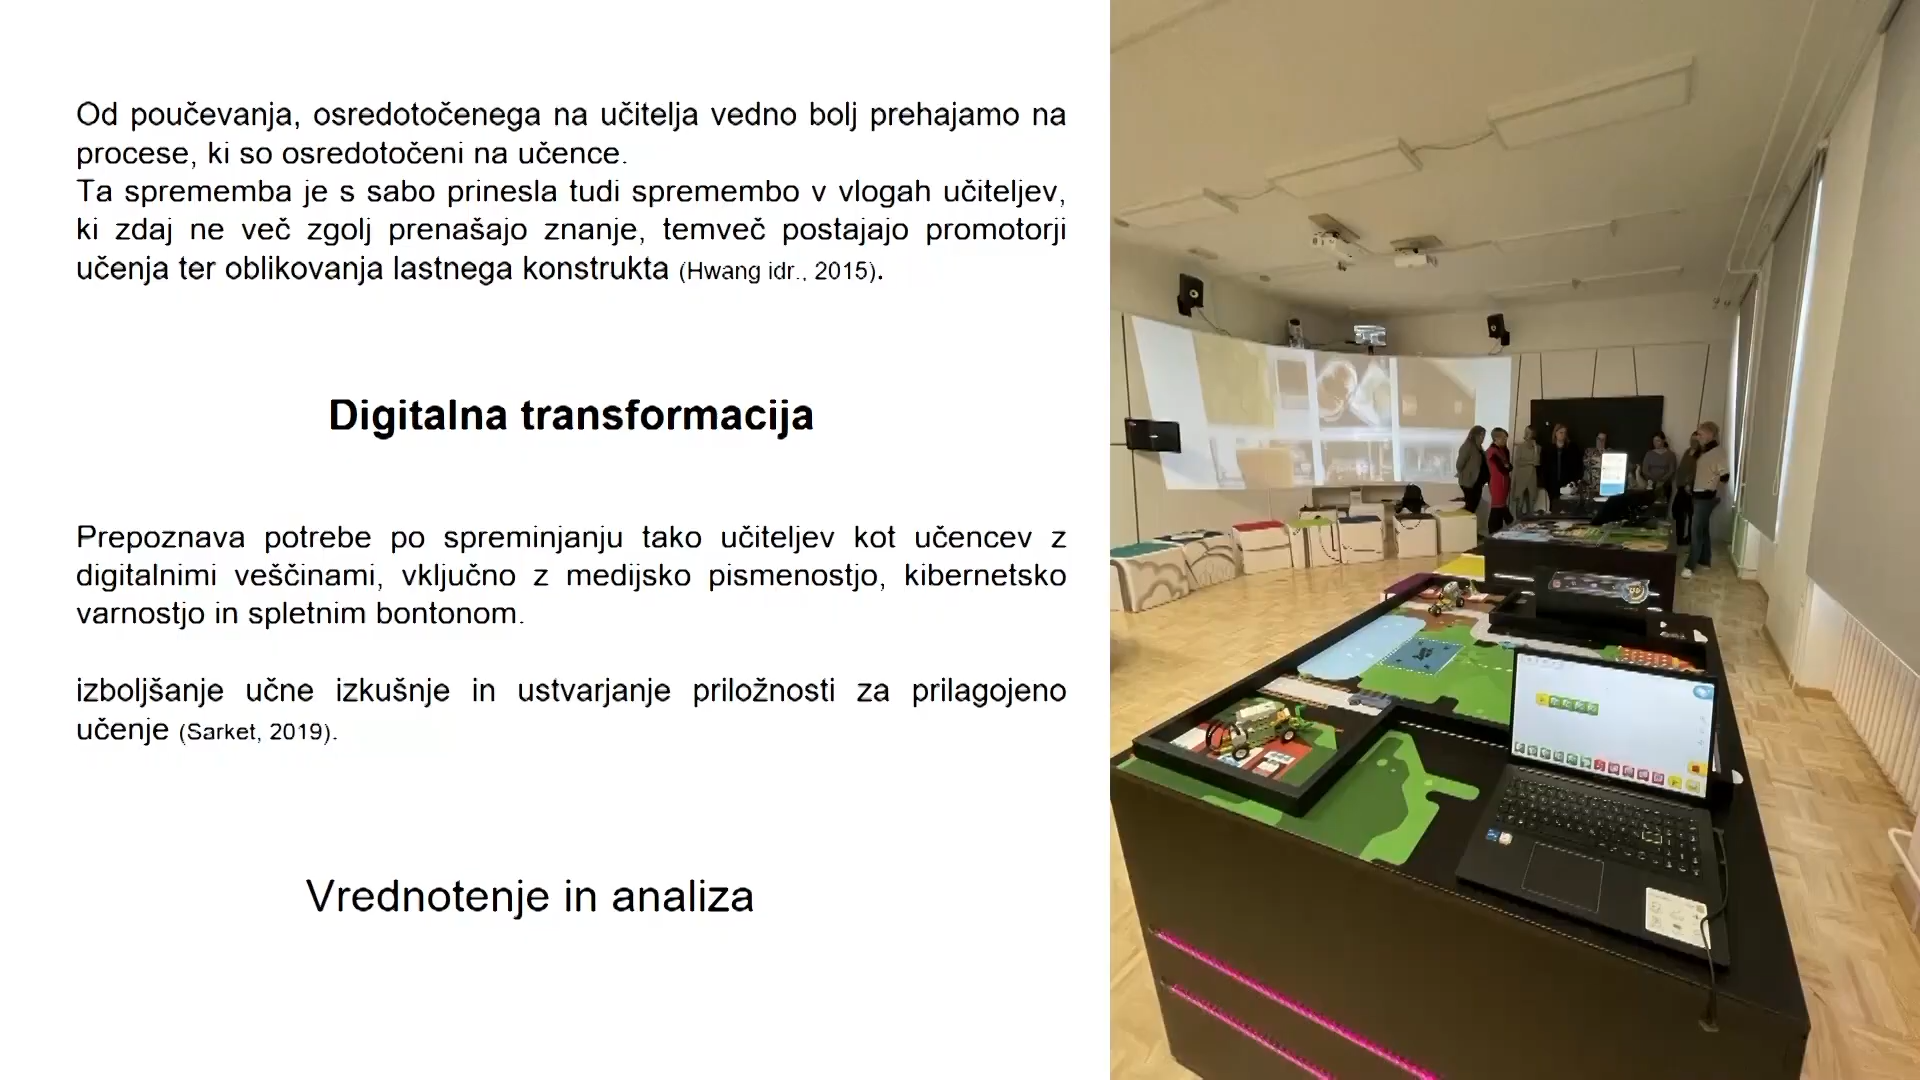 Od poučevanja, osredotočenega na učitelja vedno bolj prehajamo na
procese, ki so osredotočeni na učence.
Ta sprememba je s sabo prinesla tudi spremembo v vlogah učiteljev,
ki zdaj ne več zgolj prenašajo znanje, temveč postajajo promotorji
učenja ter oblikovanja lastnega konstrukta (Hwang idr., 2015).
Digitalna transformacija
Prepoznava potrebe po spreminjanju tako učiteljev kot učencev z
digitalnimi veščinami, vključno z medijsko pismenostjo, kibernetsko
varnostjo in spletnim bontonom.
izboljšanje učne izkušnje in ustvarjanje priložnosti za prilagojeno
učenje (Sarket, 2019).
Vrednotenje in analiza